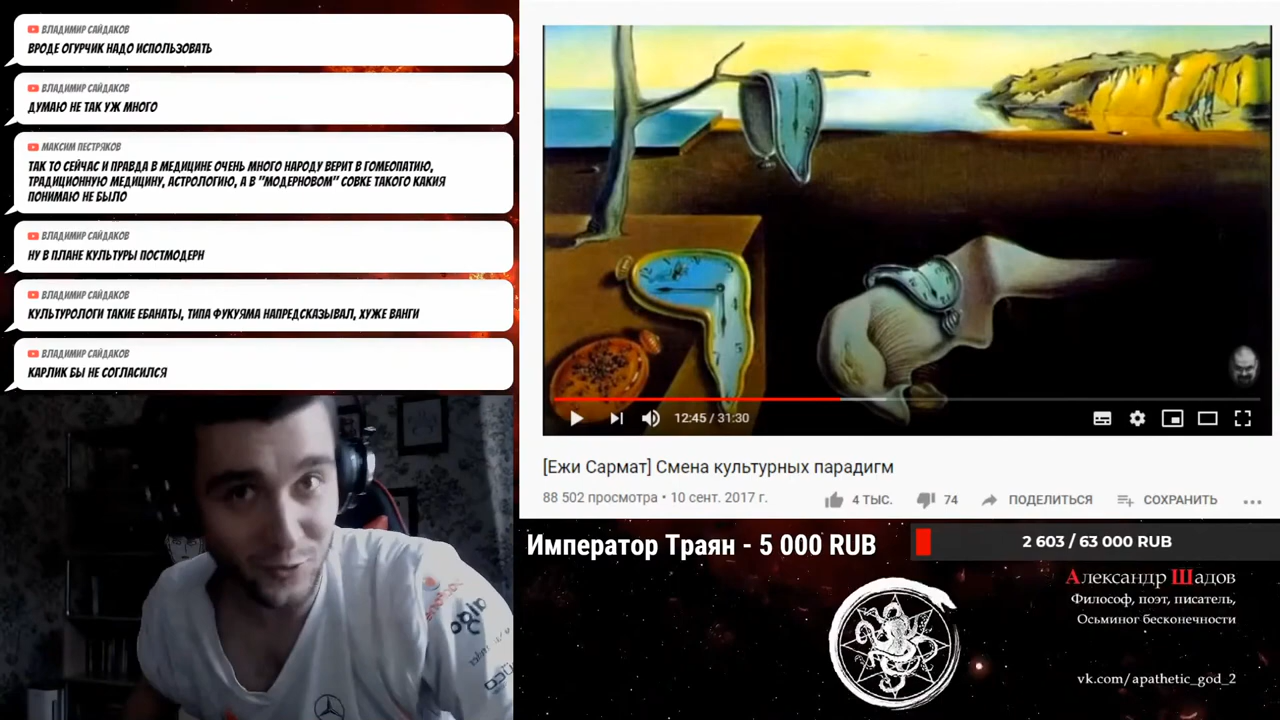 ВЛАДИМИР САЙДАКОВ
ВРОДЕ ОГУРЧИК НАДО ИСПОЛЬЗОВАТЬ
ВЛАДИМИР САЙДАКОВ
ДУМАЮ НЕ ТАК УЖ МНОГО
МАКСИМ ПЕСТРЯКОВ
ТАК ТО СЕЙЧАС И ПРАВДА В МЕДИЦИНЕ ОЧЕНЬ МНОГО НАРОДУ ВЕРИТ В ГОМЕОПАТИЮ,
ТРАДИЦИОННУЮ МЕДИЦИНУ, АСТРОЛОГИЮ, А В "МОДЕРНОВОМ" СОВКЕ ТАКОГО КАКИЯ
ПОНИМАЮ НЕ БЫЛО
ВЛАДИМИР САЙДАКОВ
НУ В ПЛАНЕ КУЛЬТУРЫ ПОСТМОДЕРН
ВЛАДИМИР САЙДАКОВ
КУЛЬТУРОЛОГИ ТАКИЕ ЕБАНАТЫ, ТИПА ФУКУЯМА НАПРЕДСКАЗЫВАЛ, ХУЖЕ ВАНГИ
ВЛАДИМИР САЙДАКОВ
КАРЛИК БЫ НЕ СОГЛАСИЛСЯ
12:45 / 31:30
[Ежи Сармат] Смена культурных парадигм
88 502 просмотра • 10 сент. 2017 г.
4 ТЫС.
74
ПОДЕЛИТЬСЯ
СОХРАНИТЬ
Император Траян - 5 000 RUB
2 603 / 63 000 RUB
Александр Шадов
Философ, поэт, писатель,
Осьминог бесконечности
vk.com/apathetic_god_2